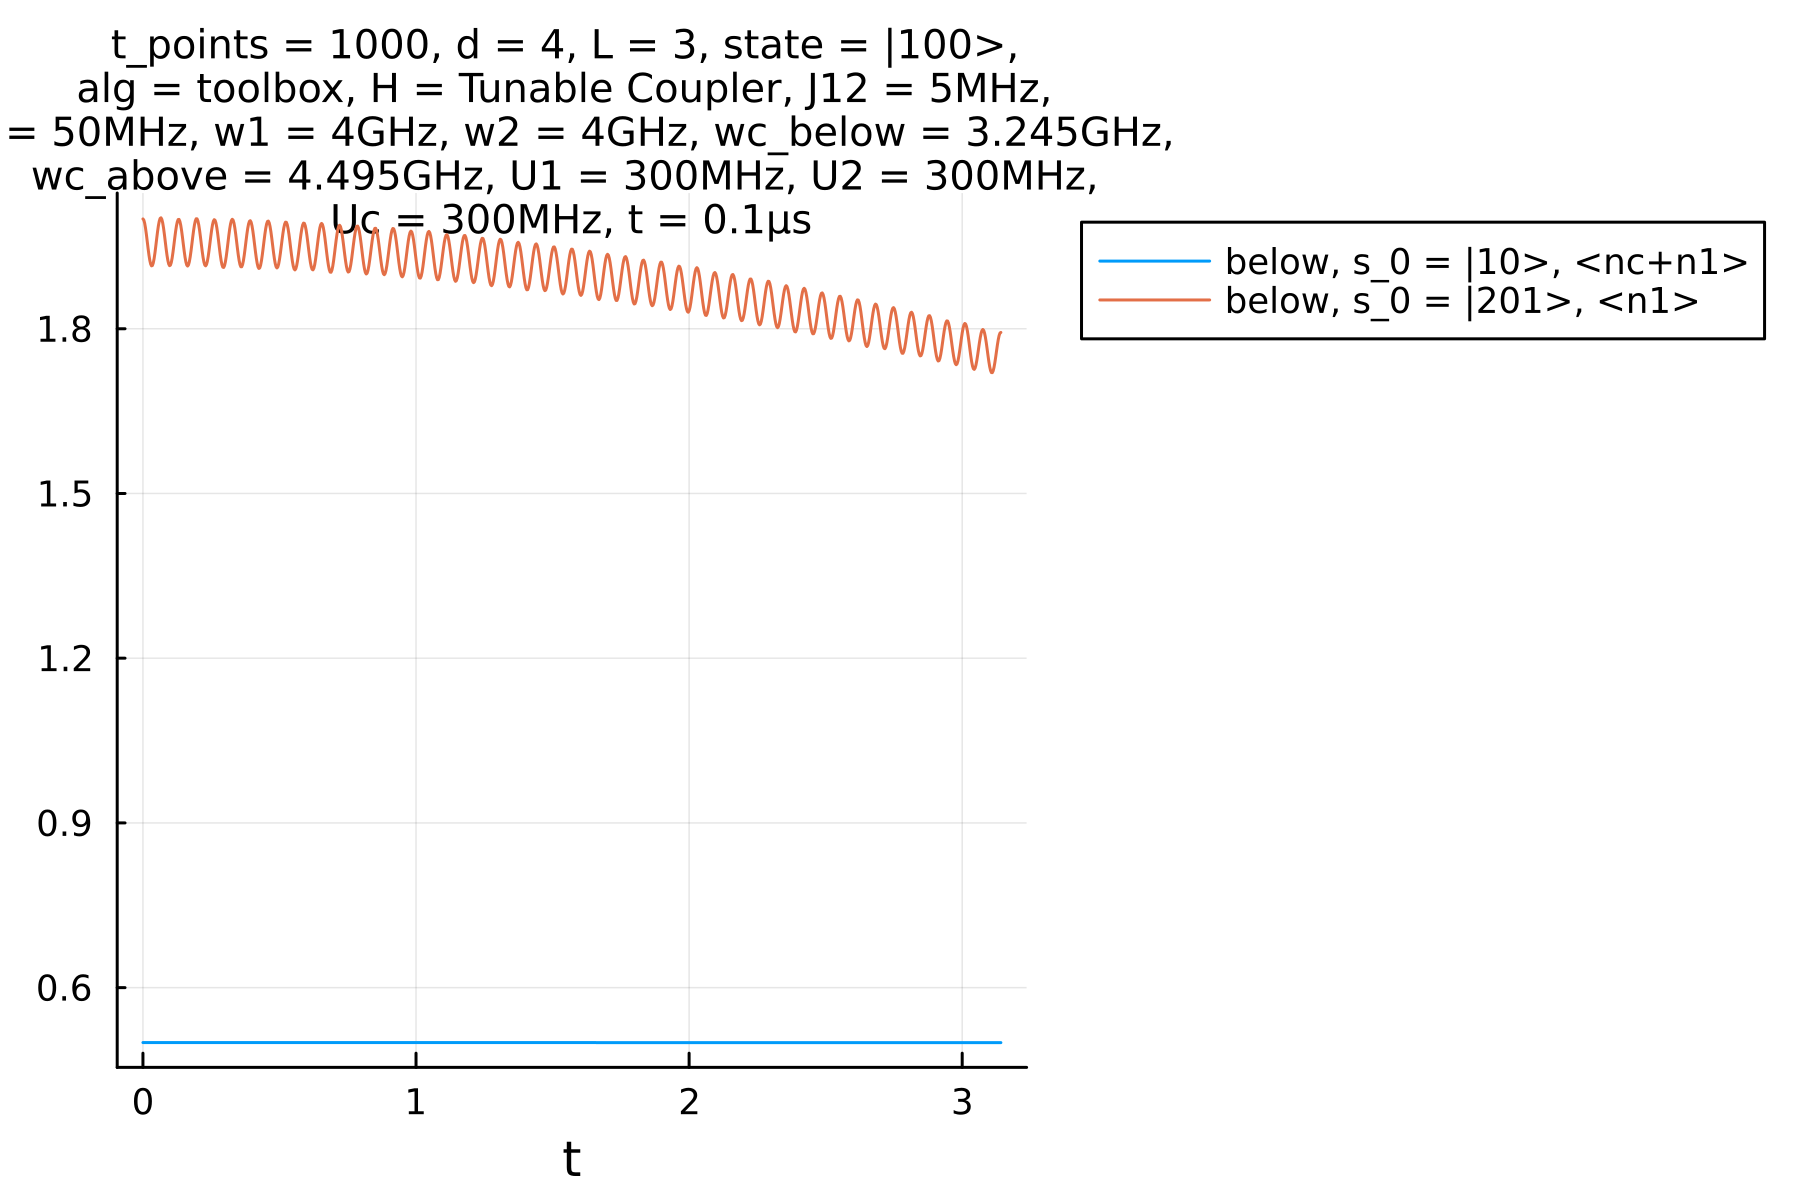 t_points = 1000, d = 4, L = 3, state = |100>,
alg = toolbox, H = Tunable Coupler, J12 = 5MHz,
= 50MHz, w1 = 4GHz, w2 = 4GHz, wc_below = 3.245GHz,
wc_above = 4.495GHz, U1 = 300MHz, U2 = 300MHz,
Uc = 300MHz, t = 0.1μs
below, s_0 = |10>, <nc+n1>
below, s_0 = |201>, <n1>
1.8
1.5
1.2
0.9
0.6
0 1 2 3
t